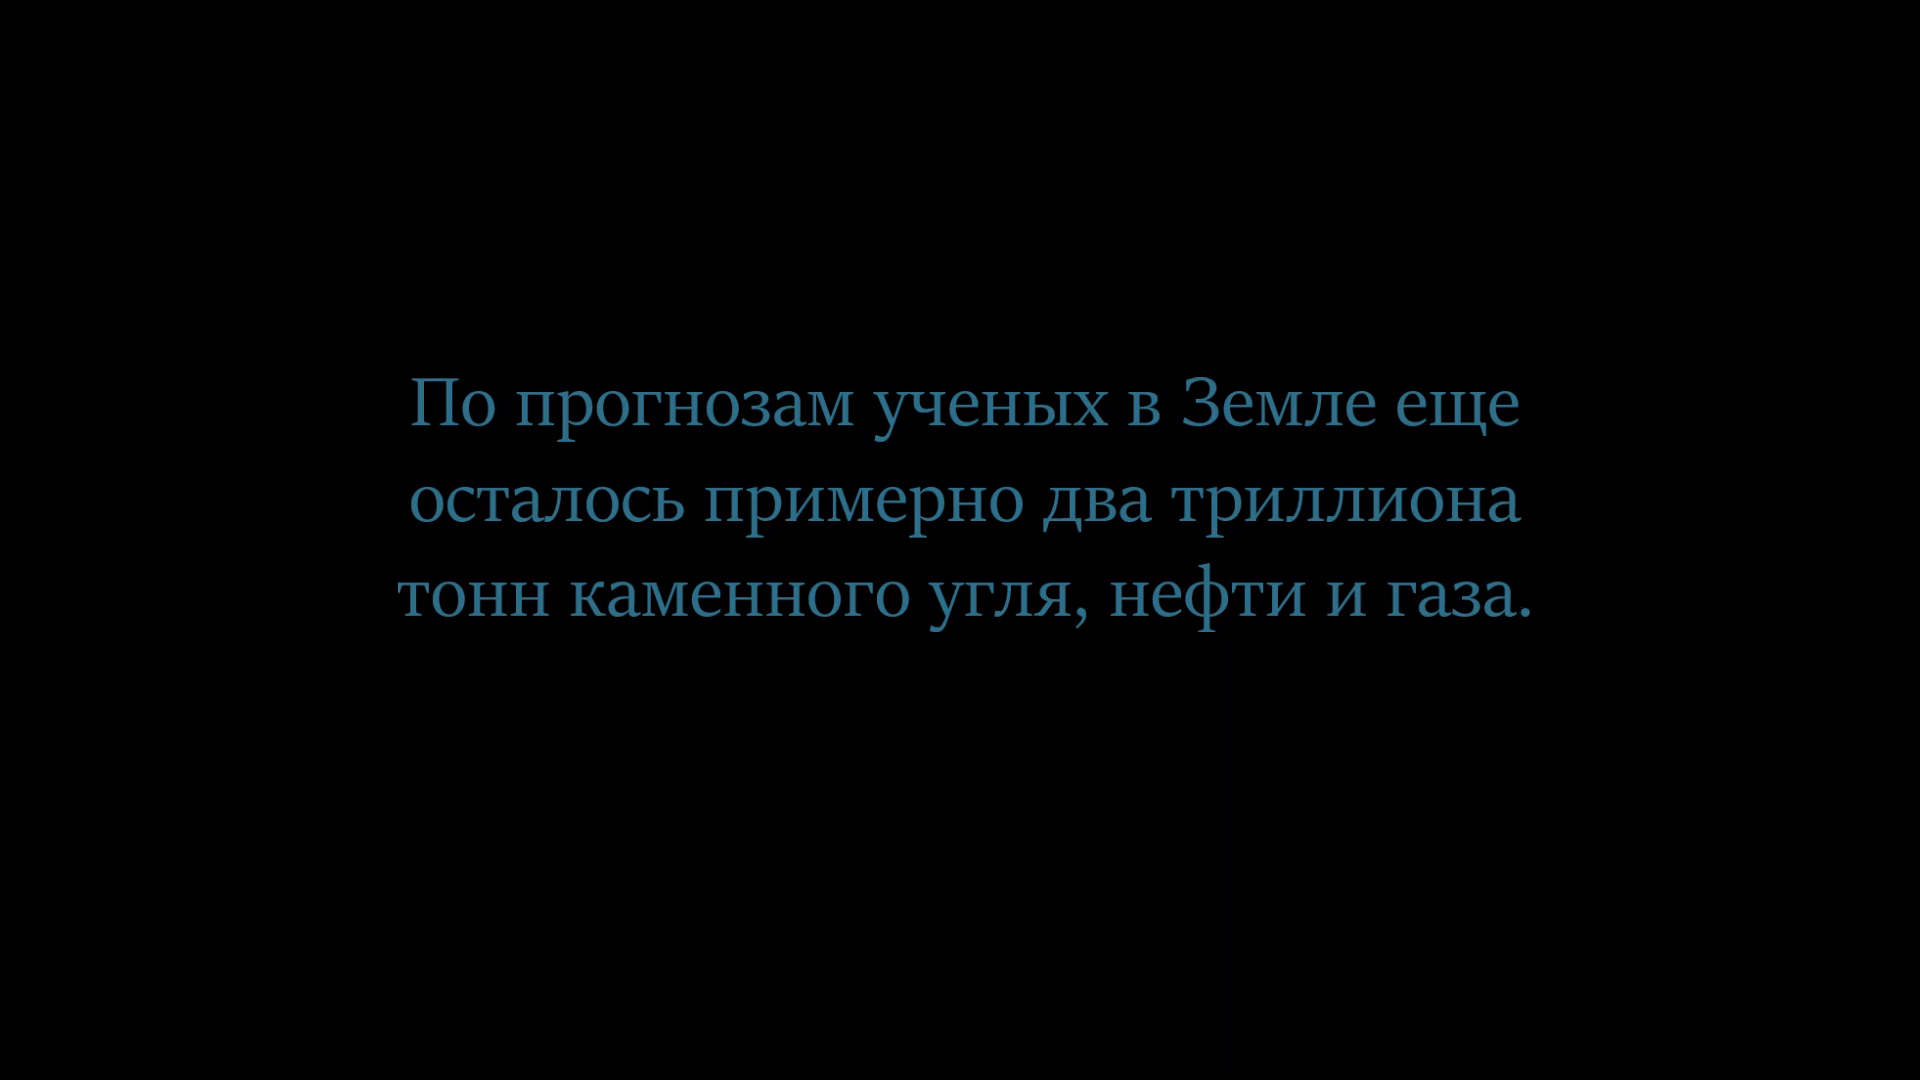 По прогнозам ученых в Земле еще
осталось примерно два триллиона
тонн каменного угля, нефти и газа.